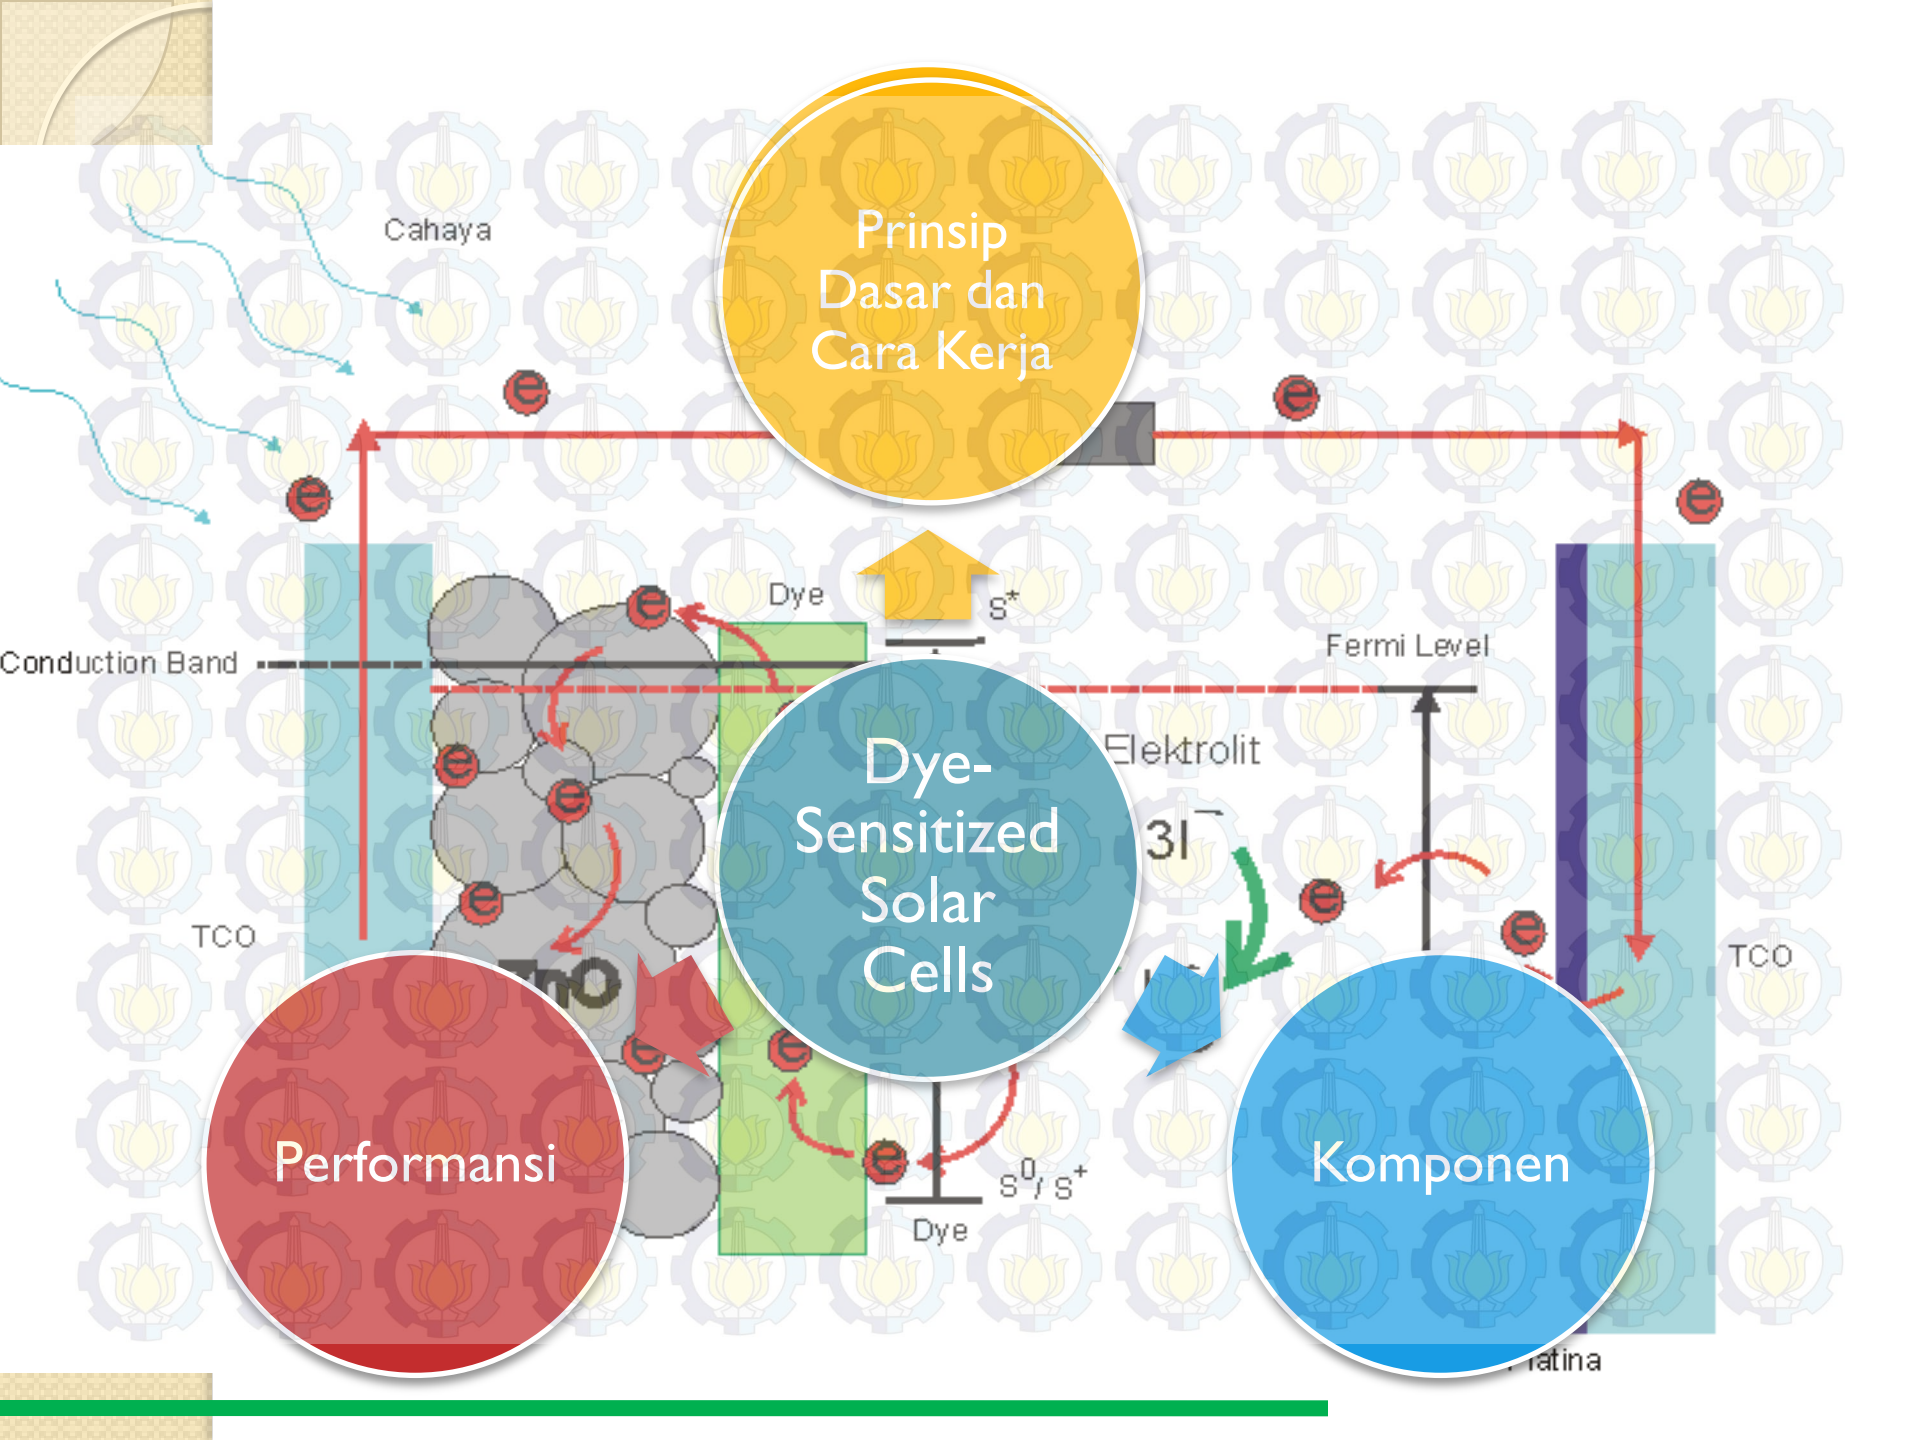 Prinsip
Dasar dan
Cara Kerja
Cahaya
e
e
e
e
Dye
S*
e
Conduction Band
Fermi Level
Dye-
Sensitized
Solar
Cells
Elektrolit
e
e
3I⁻
e
e
e
TCO
TCO
ZnO
e
e
Performansi
Komponen
e
S⁰/S⁺
Dye